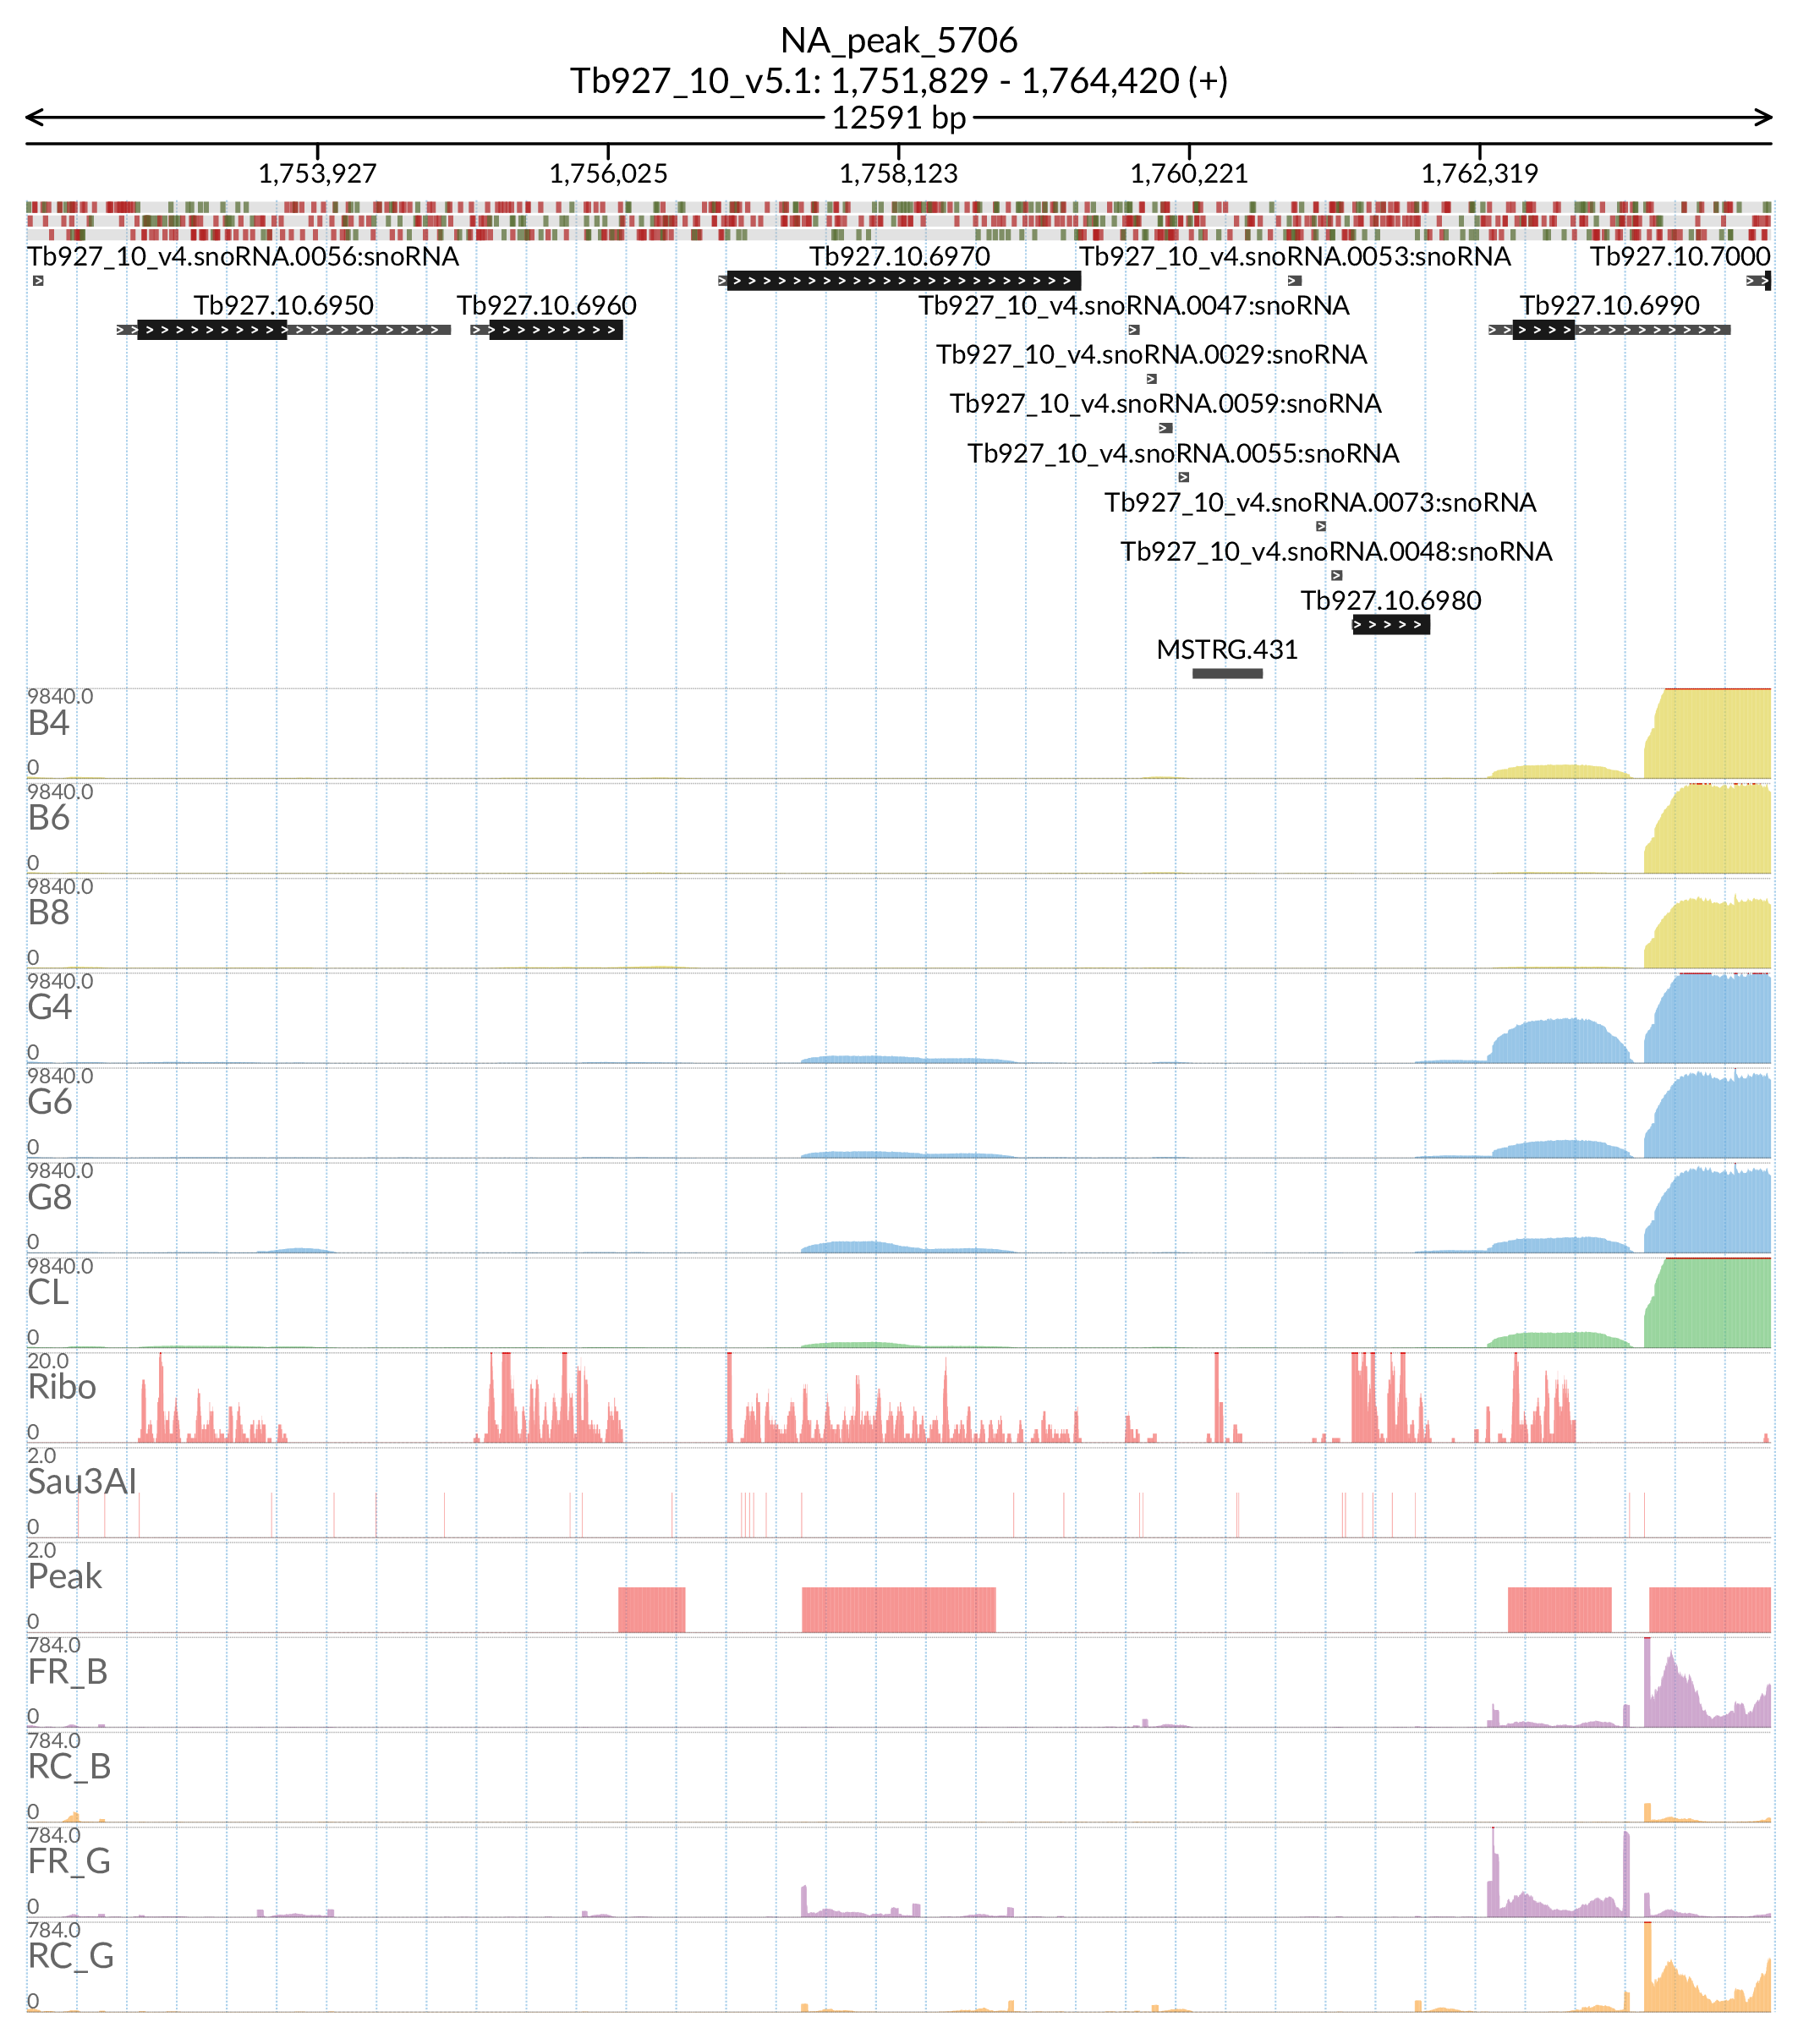 NA_peak_5706
Tb927_10_v5.1: 1,751,829 - 1,764,420 (+)
12591 bp
1,753,927 1,756,025 1,758,123 1,760,221 1,762,319
Tb927_10_v4.snoRNA.0056:snoRNA Tb927.10.6970 Tb927_10_v4.snoRNA.0053:snoRNA Tb927.10.7000
Tb927.10.6950 Tb927.10.6960 Tb927_10_v4.snoRNA.0047:snoRNA Tb927.10.6990
Tb927_10_v4.snoRNA.0029:snoRNA
Tb927_10_v4.snoRNA.0059:snoRNA
Tb927_10_v4.snoRNA.0055:snoRNA
Tb927_10_v4.snoRNA.0073:snoRNA
Tb927_10_v4.snoRNA.0048:snoRNA
Tb927.10.6980
MSTRG.431
9840.0
B4
0
9840.0
B6
0
9840.0
B8
0
9840.0
G4
0
9840.0
G6
0
9840.0
G8
0
9840.0
CL
0
20.0
Ribo
0
2.0
Sau3AI
0
2.0
Peak
0
784.0
FR_B
0
784.0
RC_B
0
784.0
FR_G
0
784.0
RC_G
0